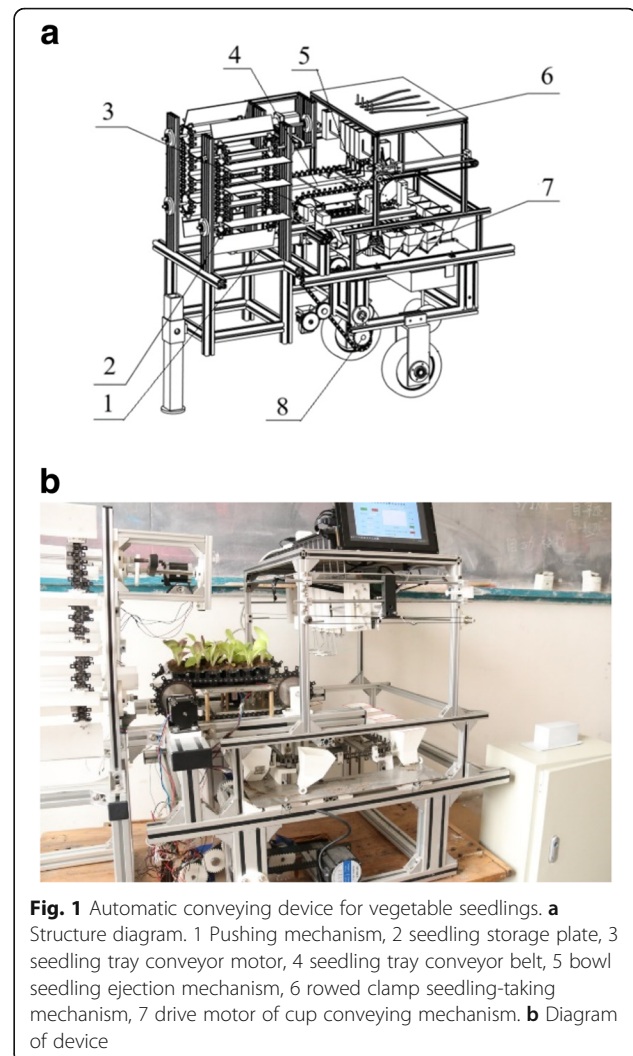 a
4
5
6
3
7
2
1
8
b
Fig. 1 Automatic conveying device for vegetable seedlings. a
Structure diagram. 1 Pushing mechanism, 2 seedling storage plate, 3
seedling tray conveyor motor, 4 seedling tray conveyor belt, 5 bowl
seedling ejection mechanism, 6 rowed clamp seedling-taking
mechanism, 7 drive motor of cup conveying mechanism. b Diagram
of device